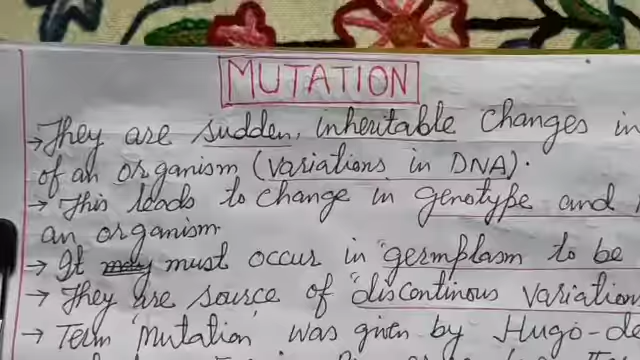 MUTATION
→ They are sudden, inheritable changes in
of an organism (variations in DNA).
→ This leads to change in genotype and
an organism
→ It must occur in germplasm to be
→ They are source of discontinous variation
→ Term 'Mutation' was given by Hugo-de